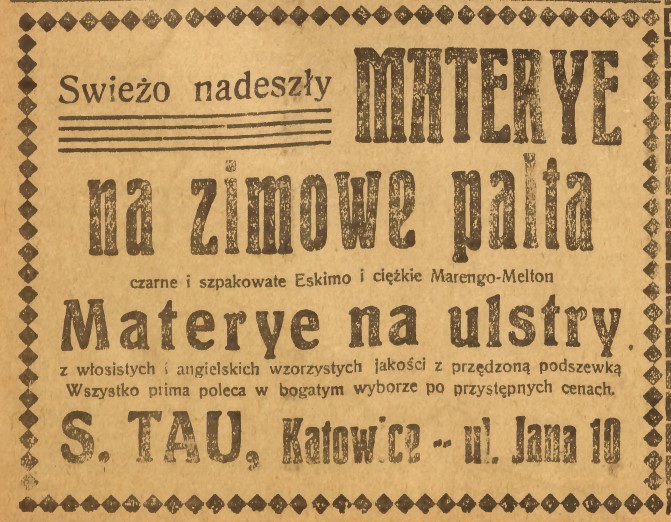 Swieżo nadeszły MATERYE
na zimowe palta
czarne i szpakowate Eskimo i ciężkie Marengo-Melton
Materye na ulstry
z włosistych i angielskich wzorzystych jakości z przędzoną podszewką
Wszystko prima poleca w bogatym wyborze po przystępnych cenach.
S. TAU, Katowice -- ul. Jana 10